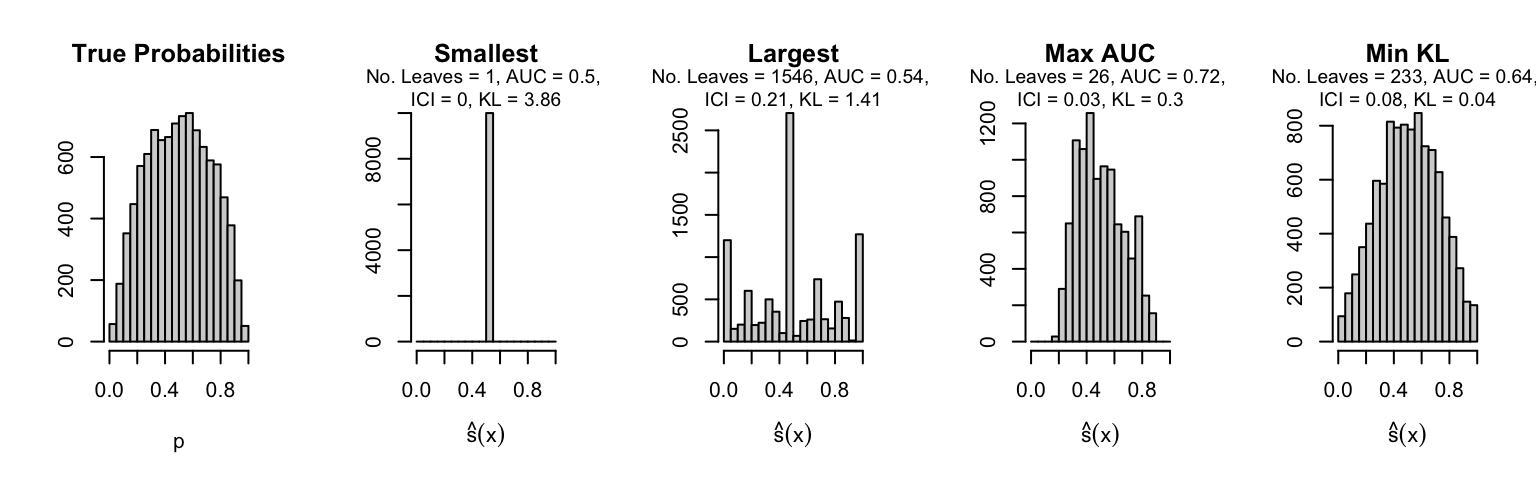 True Probabilities
Smallest
Largest
Max AUC
Min KL
No. Leaves = 1, AUC = 0.5,
ICI = 0, KL = 3.86
No. Leaves = 1546, AUC = 0.54,
ICI = 0.21, KL = 1.41
No. Leaves = 26, AUC = 0.72,
ICI = 0.03, KL = 0.3
No. Leaves = 233, AUC = 0.64,
ICI = 0.08, KL = 0.04
0 200 400 600
0 4000 8000
0 500 1500 2500
0 400 800 1200
0 200 400 600 800
0.0 0.4 0.8
0.0 0.4 0.8
0.0 0.4 0.8
0.0 0.4 0.8
0.0 0.4 0.8
p
ŝ(x)
ŝ(x)
ŝ(x)
ŝ(x)